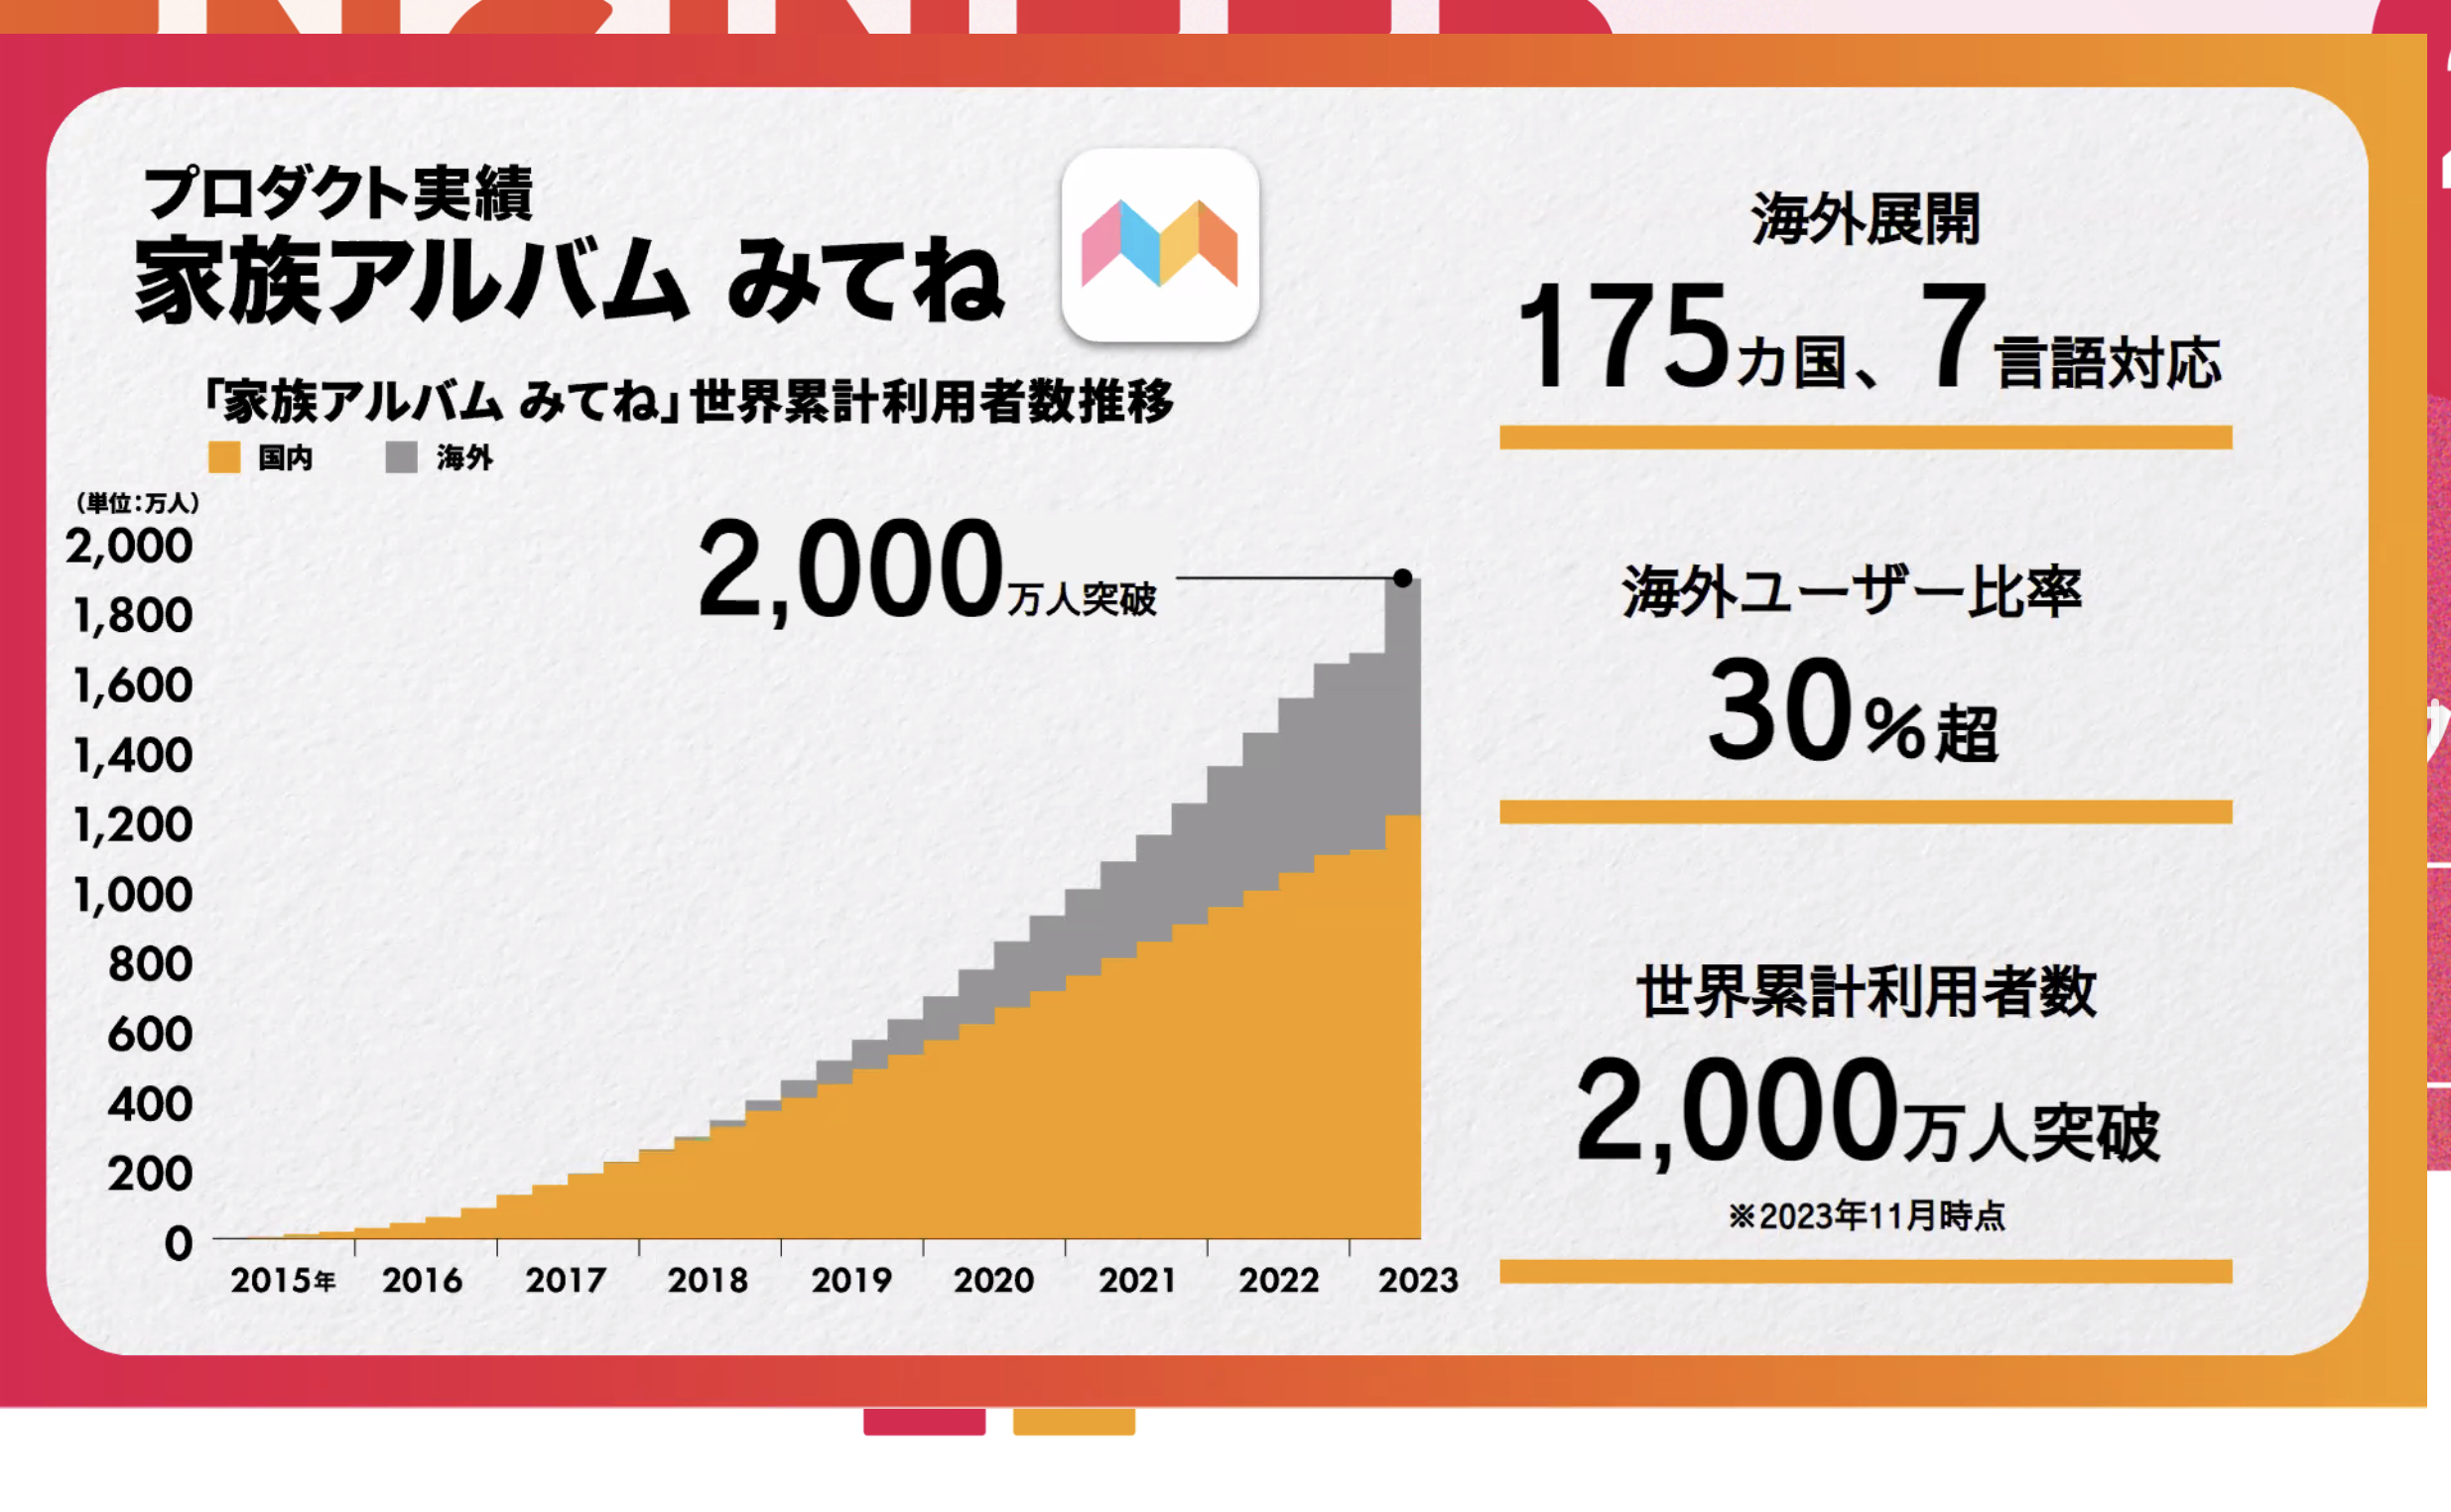 プロダクト実績
家族アルバム みてね
「家族アルバム みてね」世界累計利用者数推移
国内 海外
（単位：万人）
2,000
1,800
1,600
1,400
1,200
1,000
800
600
400
200
0
2,000万人突破
2015年 2016 2017 2018 2019 2020 2021 2022 2023
海外展開
175カ国、7言語対応
海外ユーザー比率
30%超
世界累計利用者数
2,000万人突破
※2023年11月時点